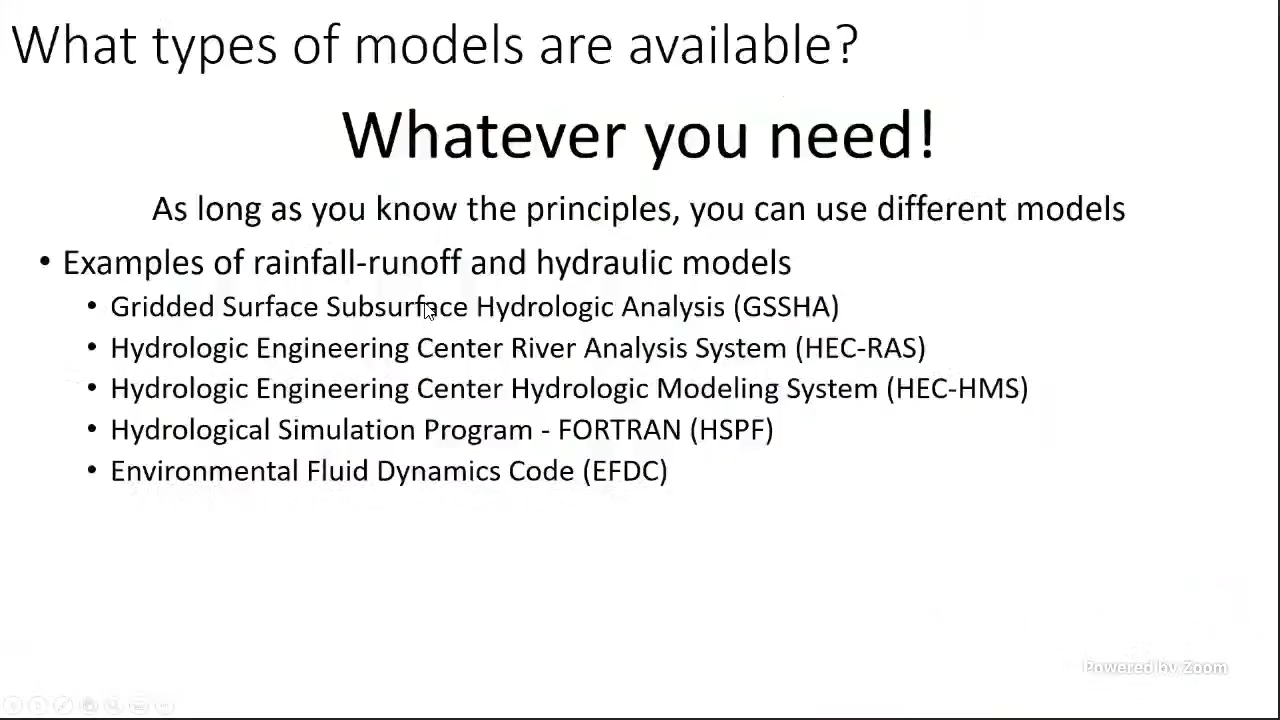 What types of models are available?
Whatever you need!
As long as you know the principles, you can use different models
• Examples of rainfall-runoff and hydraulic models
• Gridded Surface Subsurface Hydrologic Analysis (GSSHA)
• Hydrologic Engineering Center River Analysis System (HEC-RAS)
• Hydrologic Engineering Center Hydrologic Modeling System (HEC-HMS)
• Hydrological Simulation Program - FORTRAN (HSPF)
• Environmental Fluid Dynamics Code (EFDC)
Powered by Zoom